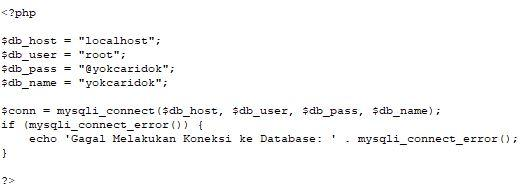 <?php
$db_host = "localhost";
$db_user = "root";
$db_pass = "@yokcaridok";
$db_name = "yokcaridok";
$conn = mysqli_connect($db_host, $db_user, $db_pass, $db_name);
if (mysqli_connect_error()) {
echo 'Gagal Melakukan Koneksi ke Database: ' . mysqli_connect_error();
}
?>